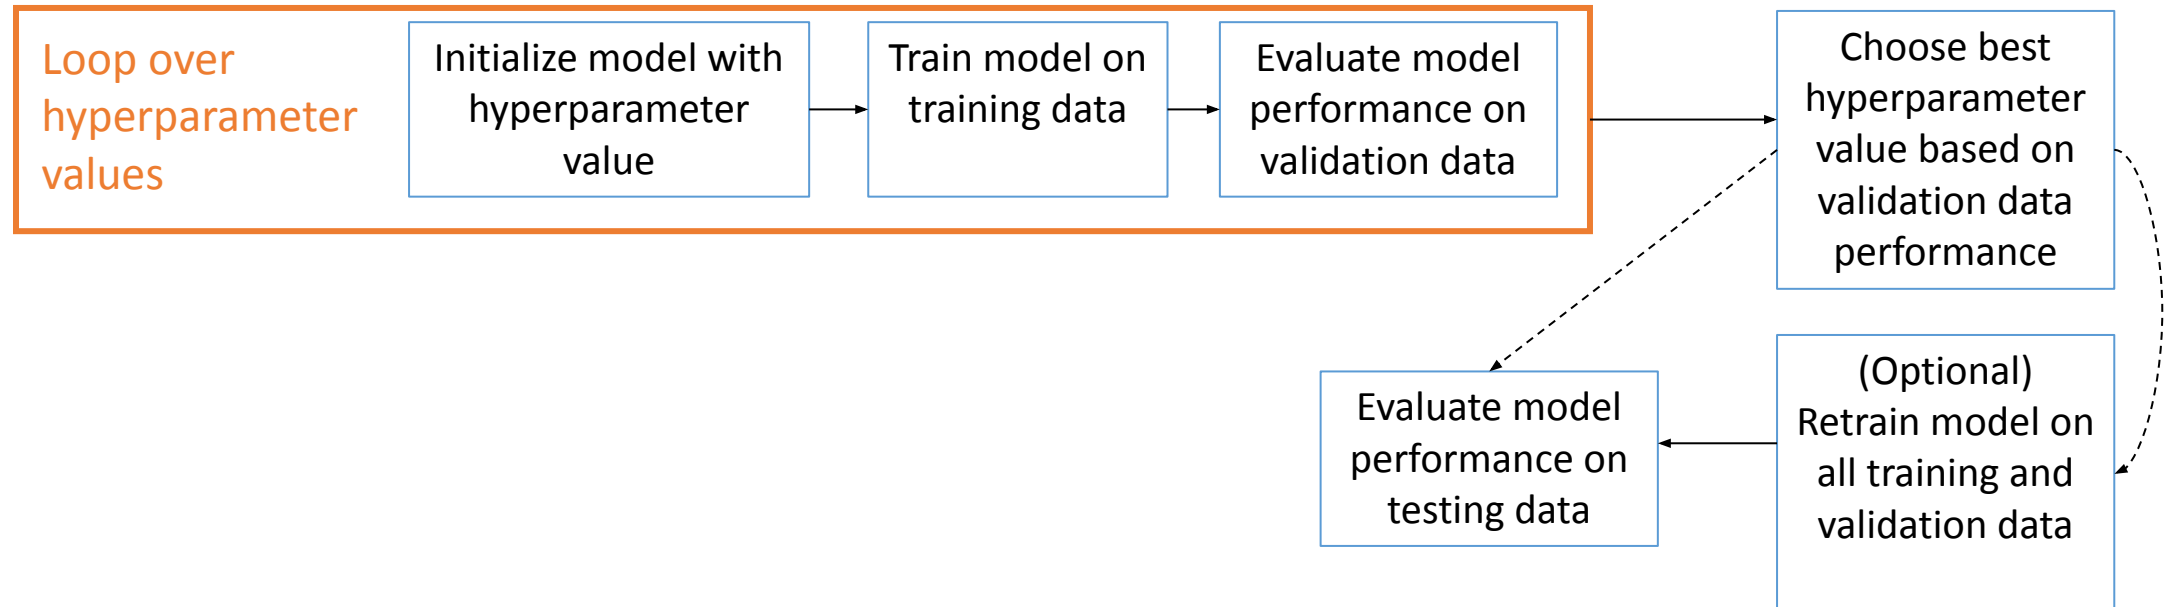 Loop over
hyperparameter
values
Initialize model with
hyperparameter
value
Train model on
training data
Evaluate model
performance on
validation data
Choose best
hyperparameter
value based on
validation data
performance
(Optional)
Retrain model on
all training and
validation data
Evaluate model
performance on
testing data